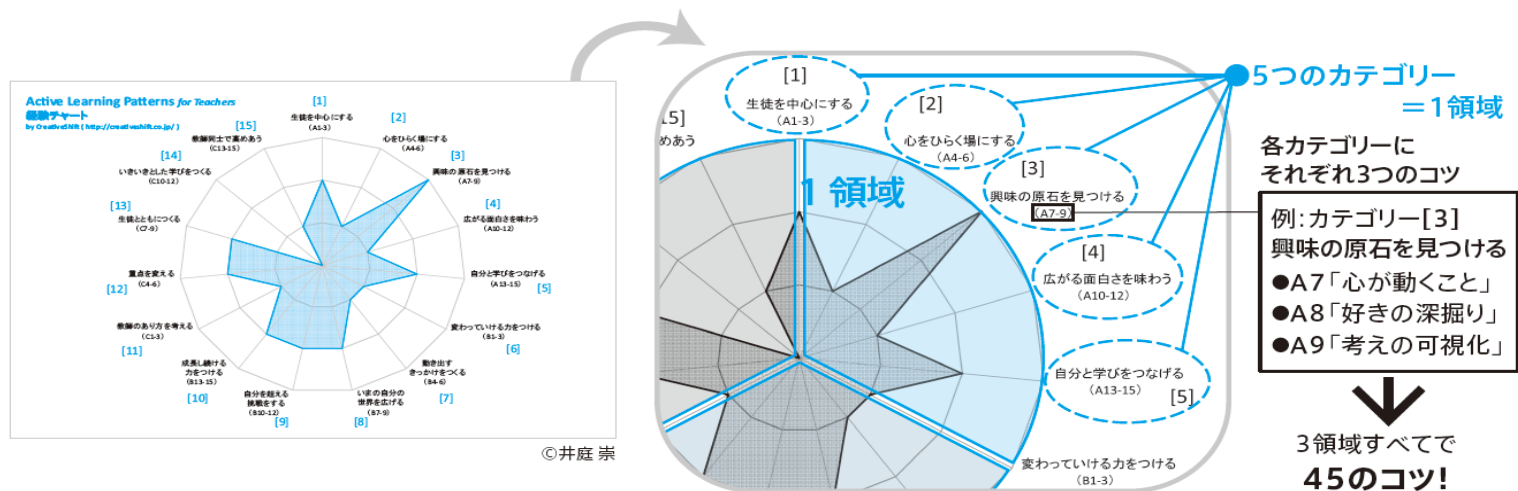 Active Learning Patterns for Teachers
経験チャート
by CreativeShift ( http://creativeshift.co.jp/ )
[1]
生徒を中心にする
(A1-3)
[2]
心をひらく場にする
(A4-6)
[3]
興味の原石を見つける
(A7-9)
[4]
広がる面白さを味わう
(A10-12)
自分と学びをつなげる
(A13-15)
[5]
変わっていける力をつける
(B1-3)
[6]
動き出す
きっかけをつくる
(B4-6)
[7]
いまの自分の
世界を広げる
(B7-9)
[8]
自分を超える
挑戦をする
(B10-12)
[9]
成長し続ける
力をつける
(B13-15)
[10]
教師のあり方を考える
(C1-3)
[11]
重点を変える
(C4-6)
[12]
[13]
生徒とともにつくる
(C7-9)
[14]
いきいきとした学びをつくる
(C10-12)
[15]
教師同士で高めあう
(C13-15)
©井庭 崇
[1]
生徒を中心にする
(A1-3)
15]
めあう
[2]
心をひらく場にする
(A4-6)
[3]
興味の原石を見つける
(A7-9)
[4]
広がる面白さを味わう
(A10-12)
自分と学びをつなげる
(A13-15)
[5]
変わっていける力をつける
(B1-3)
1 領域
5つのカテゴリー
＝1領域
各カテゴリーに
それぞれ3つのコツ
例:カテゴリー[3]
興味の原石を見つける
●A7「心が動くこと」
●A8「好きの深掘り」
●A9「考えの可視化」
3領域すべてで
45のコツ!